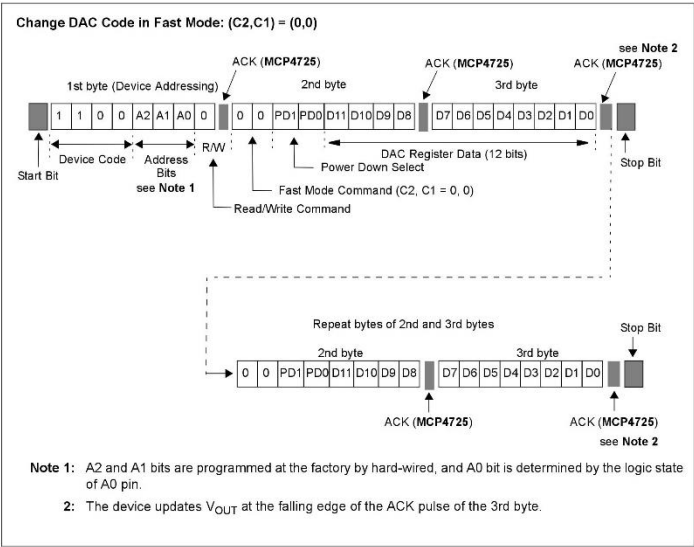 Change DAC Code in Fast Mode: (C2,C1) = (0,0)
see Note 2
ACK (MCP4725) ACK (MCP4725) ACK (MCP4725)
1st byte (Device Addressing) 2nd byte 3rd byte
1 1 0 0 A2 A1 A0 0 0 0 PD1 PD0 D11 D10 D9 D8 D7 D6 D5 D4 D3 D2 D1 D0
R/W
Start Bit Device Code Address Bits see Note 1 DAC Register Data (12 bits) Stop Bit
Power Down Select
Fast Mode Command (C2, C1 = 0, 0)
Read/Write Command
Repeat bytes of 2nd and 3rd bytes
Stop Bit
2nd byte 3rd byte
0 0 PD1 PD0 D11 D10 D9 D8 D7 D6 D5 D4 D3 D2 D1 D0
ACK (MCP4725) ACK (MCP4725)
see Note 2
Note 1: A2 and A1 bits are programmed at the factory by hard-wired, and A0 bit is determined by the logic state
of A0 pin.
2: The device updates VOUT at the falling edge of the ACK pulse of the 3rd byte.